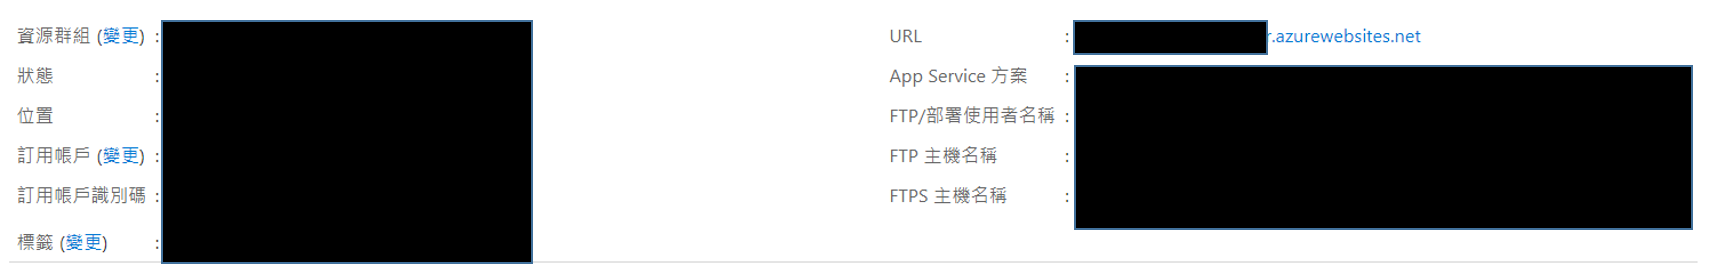 資源群組 (變更) :
狀態 :
位置 :
訂用帳戶 (變更) :
訂用帳戶識別碼 :
標籤 (變更) :
URL : r.azurewebsites.net
App Service 方案 :
FTP/部署使用者名稱 :
FTP 主機名稱 :
FTPS 主機名稱 :